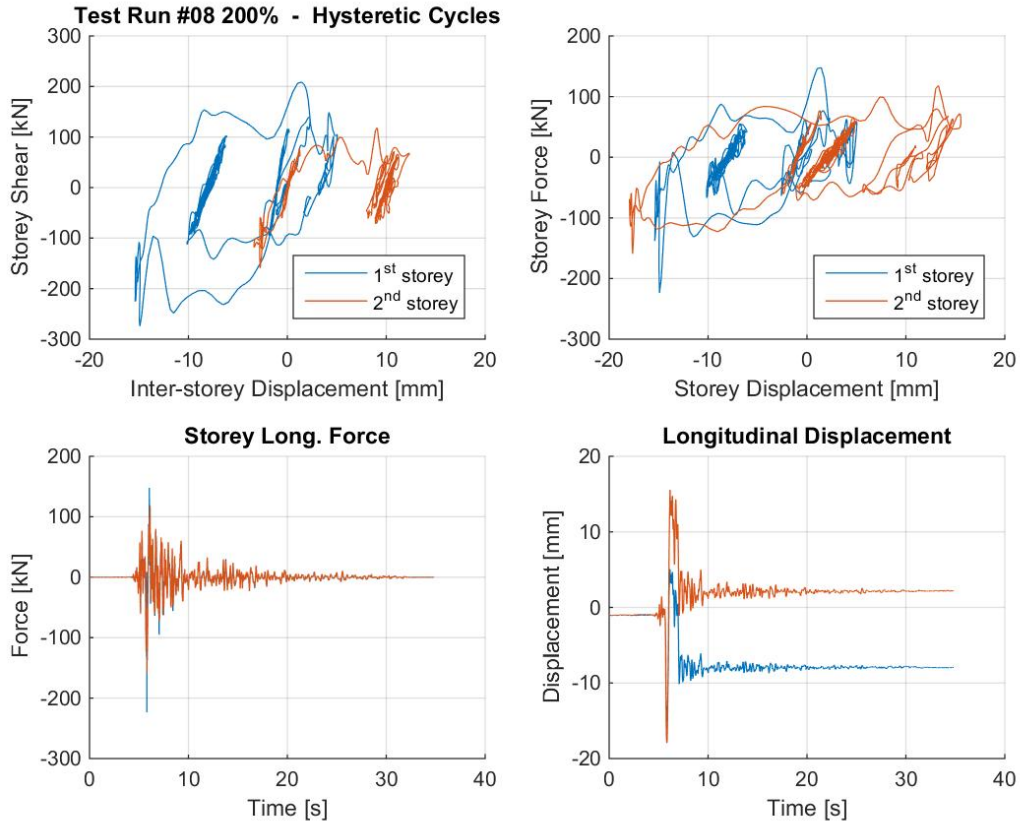 Test Run #08 200% - Hysteretic Cycles
300
200
100
0
-100
-200
-300
Storey Shear [kN]
-20
-10
0
10
20
Inter-storey Displacement [mm]
1st storey
2nd storey
200
100
0
-100
-200
-300
Storey Force [kN]
-20
-10
0
10
20
Storey Displacement [mm]
1st storey
2nd storey
Storey Long. Force
200
100
0
-100
-200
-300
Force [kN]
0
10
20
30
40
Time [s]
Longitudinal Displacement
20
10
0
-10
-20
Displacement [mm]
0
10
20
30
40
Time [s]